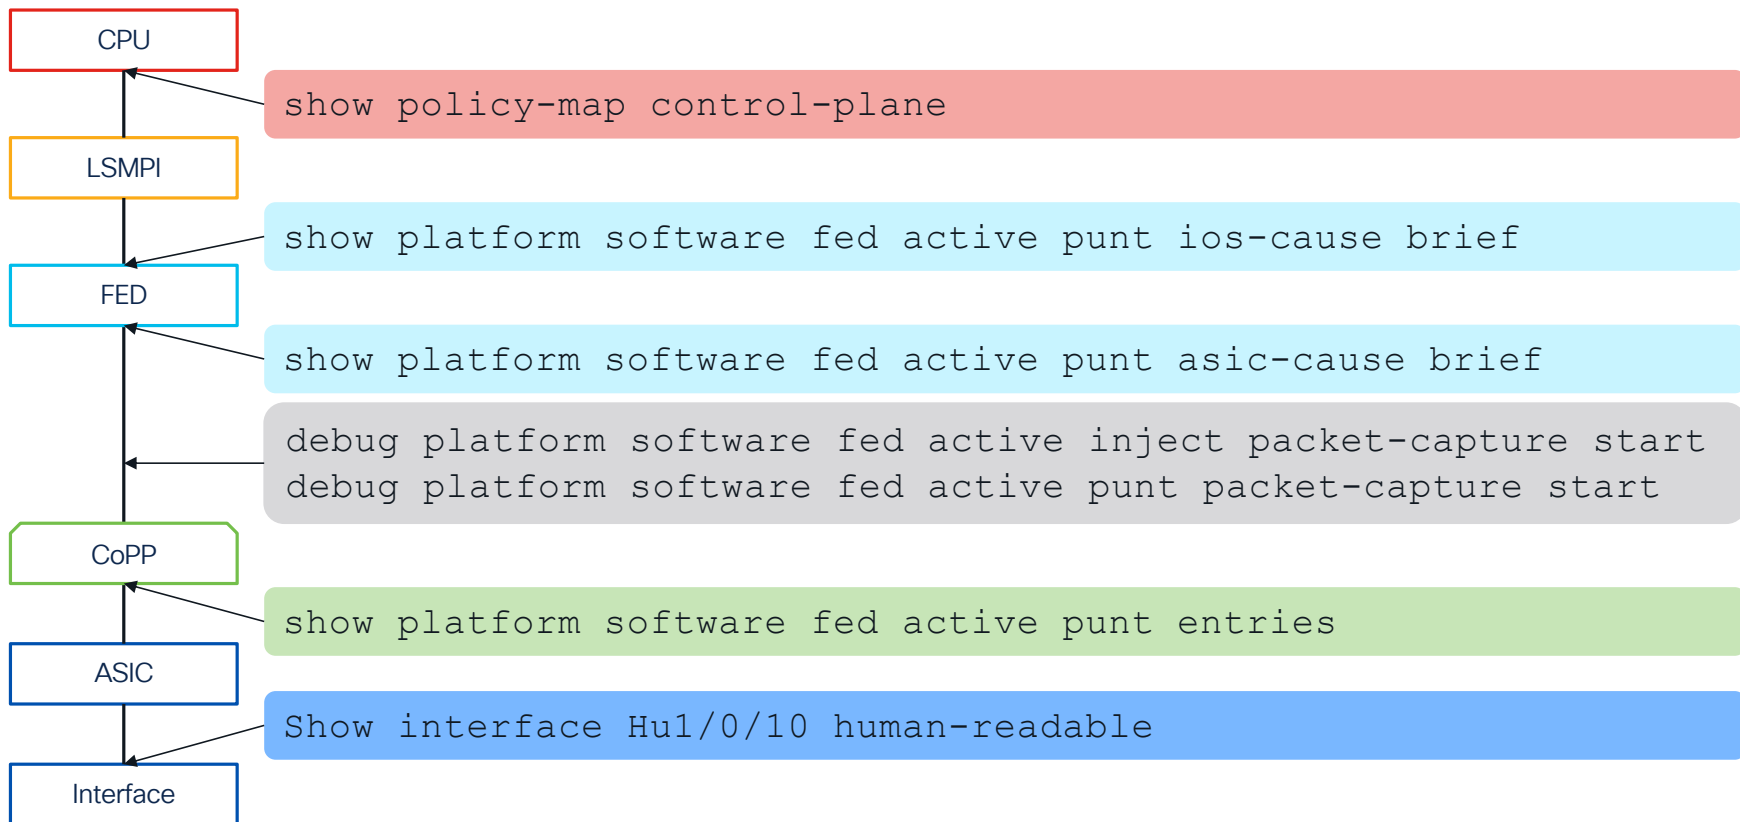 CPU
show policy-map control-plane
LSMPI
show platform software fed active punt ios-cause brief
FED
show platform software fed active punt asic-cause brief
debug platform software fed active inject packet-capture start
debug platform software fed active punt packet-capture start
CoPP
show platform software fed active punt entries
ASIC
Show interface Hu1/0/10 human-readable
Interface